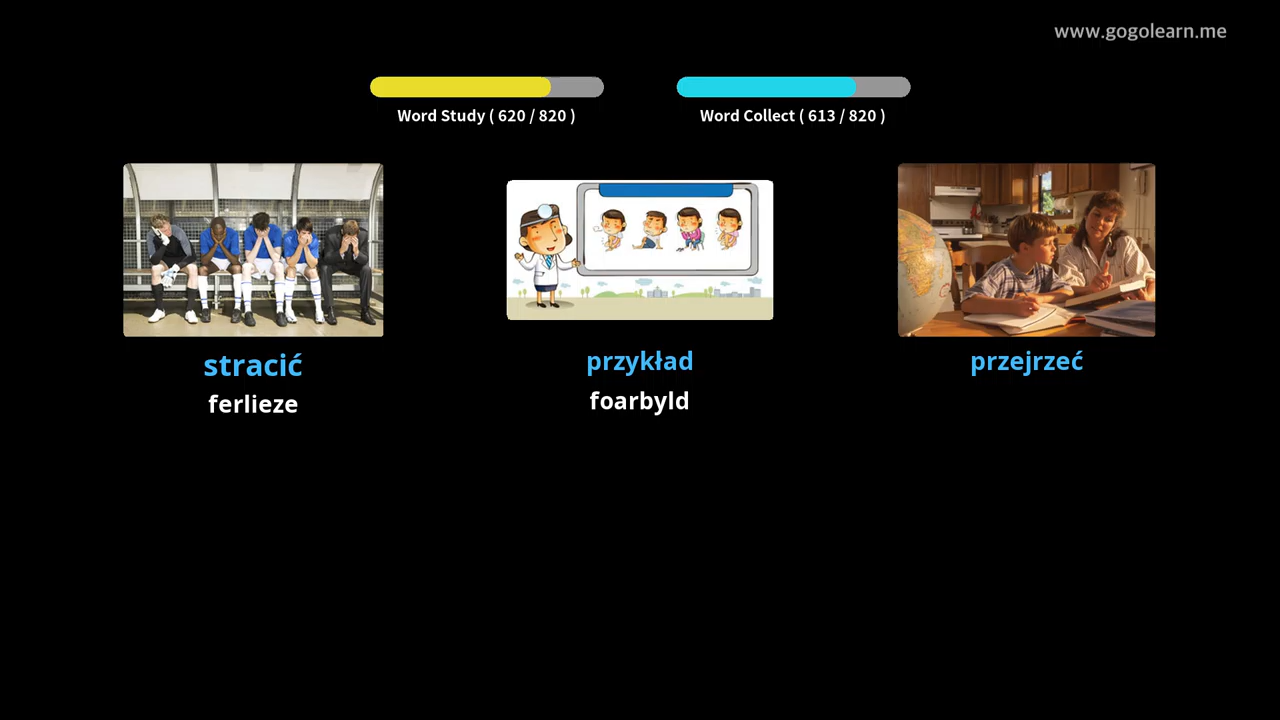 www.gogolearn.me
Word Study ( 620 / 820 )
Word Collect ( 613 / 820 )
stracić
ferlieze
przykład
foarbyld
przejrzeć